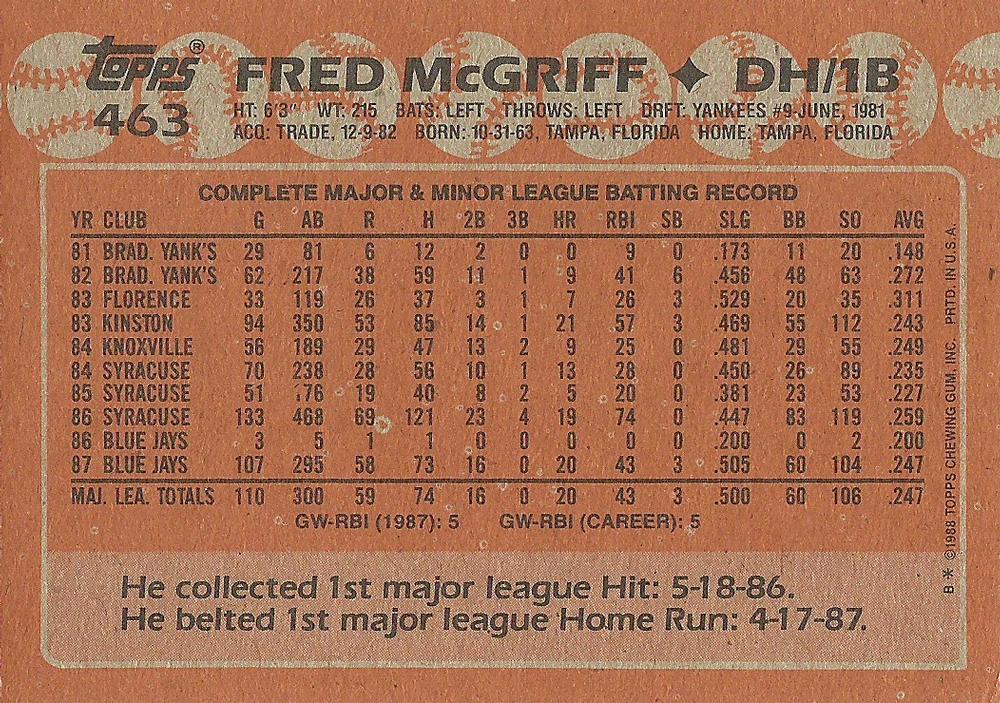 topps® FRED McGRIFF ✦ DH/1B
463 HT: 6'3" WT: 215 BATS: LEFT THROWS: LEFT DRFT: YANKEES #9-JUNE, 1981
ACQ: TRADE, 12-9-82 BORN: 10-31-63, TAMPA, FLORIDA HOME: TAMPA, FLORIDA
COMPLETE MAJOR & MINOR LEAGUE BATTING RECORD
YR CLUB G AB R H 2B 3B HR RBI SB SLG BB SO AVG
81 BRAD. YANK'S 29 81 6 12 2 0 0 9 0 .173 11 20 .148
82 BRAD. YANK'S 62 217 38 59 11 1 9 41 6 .456 48 63 .272
83 FLORENCE 33 119 26 37 3 1 7 26 3 .529 20 35 .311
83 KINSTON 94 350 53 85 14 1 21 57 3 .469 55 112 .243
84 KNOXVILLE 56 189 29 47 13 2 9 25 0 .481 29 55 .249
84 SYRACUSE 70 238 28 56 10 1 13 28 0 .450 26 89 .235
85 SYRACUSE 51 176 19 40 8 2 5 20 0 .381 23 53 .227
86 SYRACUSE 133 468 69 121 23 4 19 74 0 .447 83 119 .259
86 BLUE JAYS 3 5 1 1 0 0 0 0 0 .200 0 2 .200
87 BLUE JAYS 107 295 58 73 16 0 20 43 3 .505 60 104 .247
MAJ. LEA. TOTALS 110 300 59 74 16 0 20 43 3 .500 60 106 .247
GW-RBI (1987): 5 GW-RBI (CAREER): 5
He collected 1st major league Hit: 5-18-86.
He belted 1st major league Home Run: 4-17-87.
B * ©1988 TOPPS CHEWING GUM, INC. PRTD. IN U.S.A.